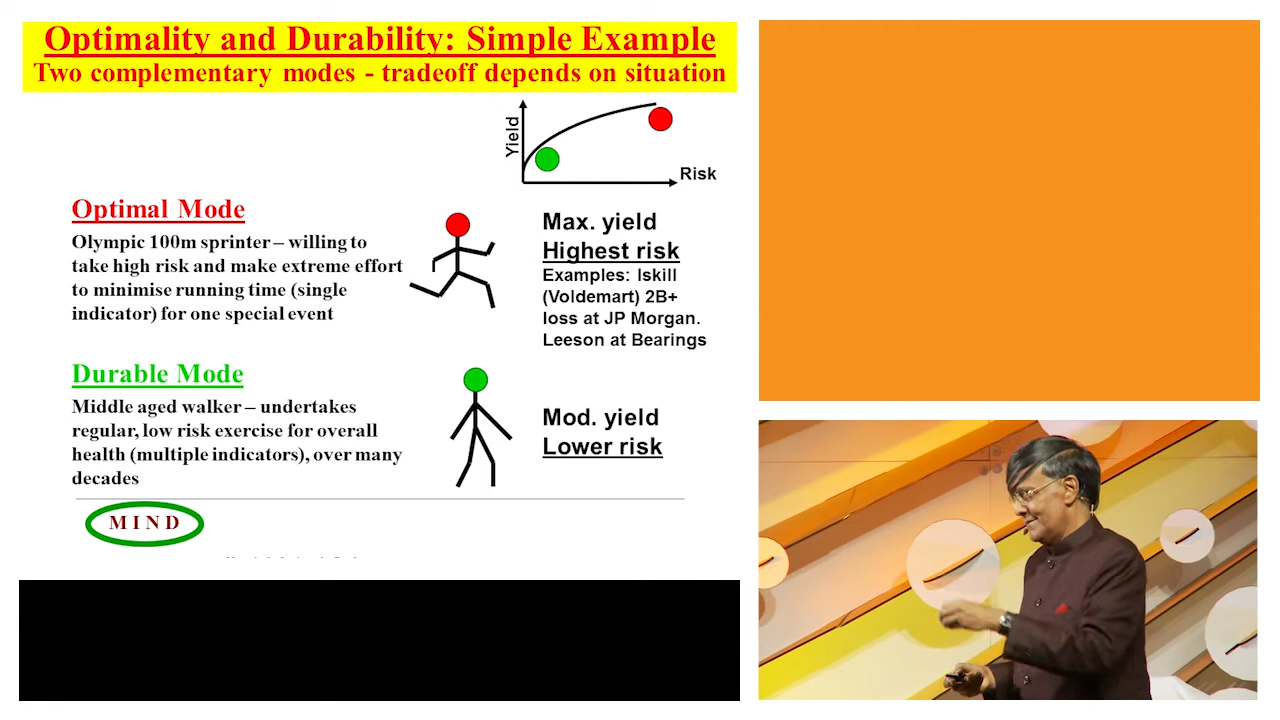 Optimality and Durability: Simple Example
Two complementary modes - tradeoff depends on situation
Yield
Risk
Optimal Mode
Olympic 100m sprinter – willing to
take high risk and make extreme effort
to minimise running time (single
indicator) for one special event
Max. yield
Highest risk
Examples: Iskill
(Voldemart) 2B+
loss at JP Morgan.
Leeson at Bearings
Durable Mode
Middle aged walker – undertakes
regular, low risk exercise for overall
health (multiple indicators), over many
decades
Mod. yield
Lower risk
M I N D